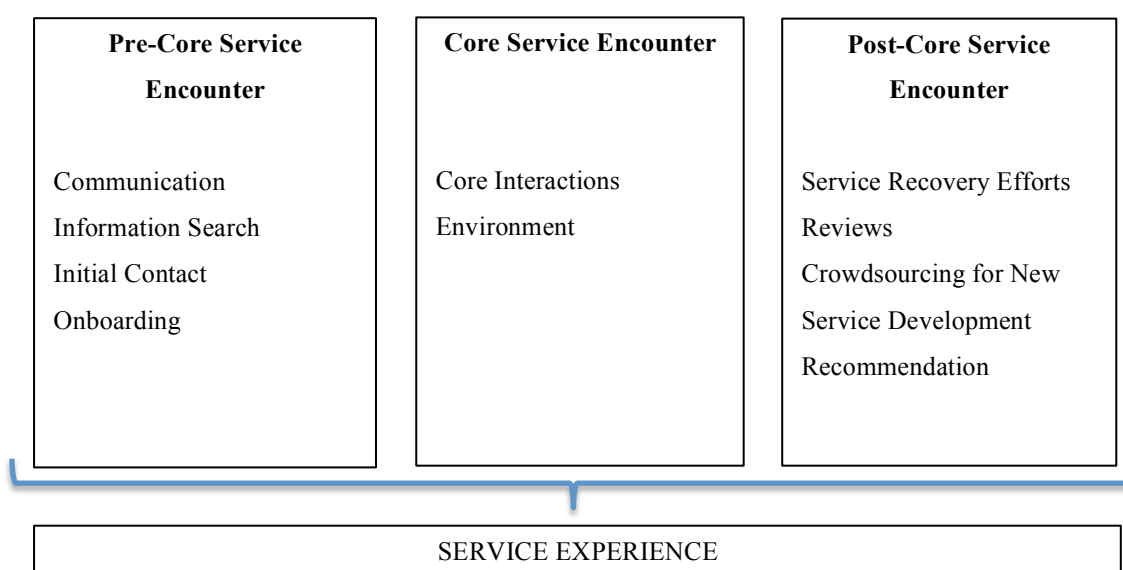 Pre-Core Service
Encounter
Communication
Information Search
Initial Contact
Onboarding
Core Service Encounter
Core Interactions
Environment
Post-Core Service
Encounter
Service Recovery Efforts
Reviews
Crowdsourcing for New
Service Development
Recommendation
SERVICE EXPERIENCE